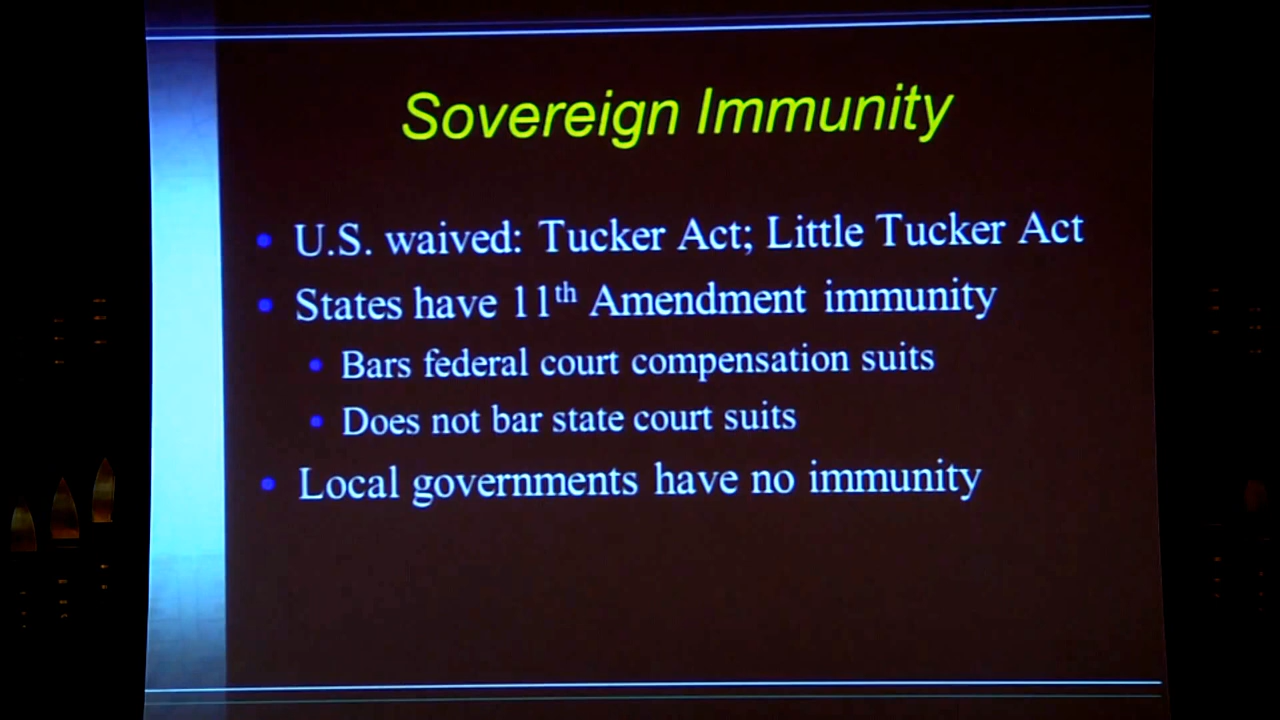 Sovereign Immunity
U.S. waived: Tucker Act; Little Tucker Act
States have 11th Amendment immunity
Bars federal court compensation suits
Does not bar state court suits
Local governments have no immunity